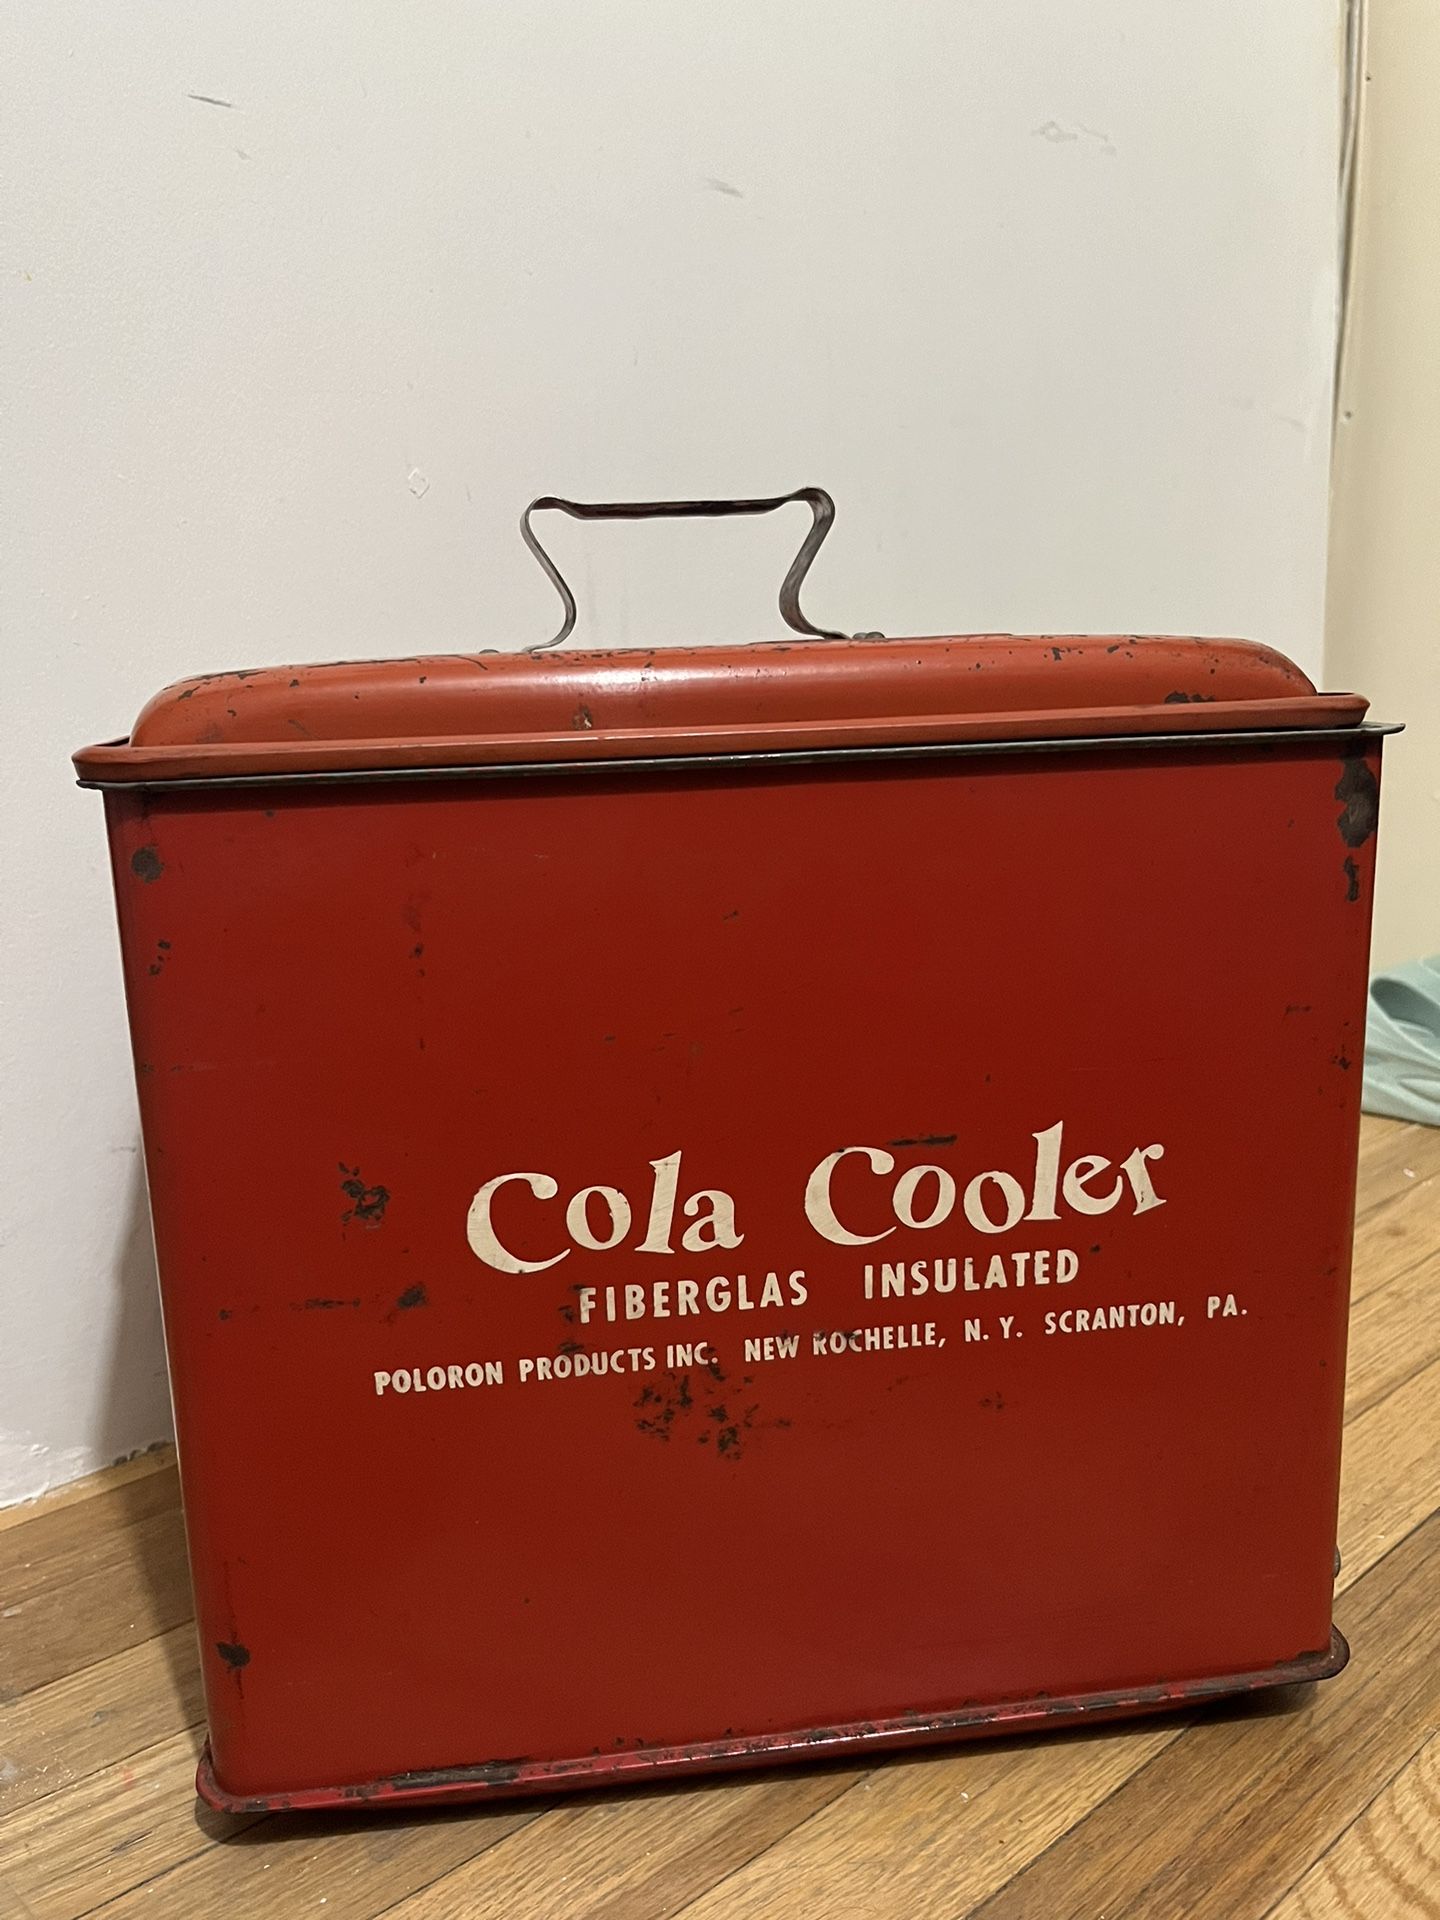 Cola Cooler
FIBERGLAS INSULATED
POLORON PRODUCTS INC. NEW ROCHELLE, N.Y. SCRANTON, PA.